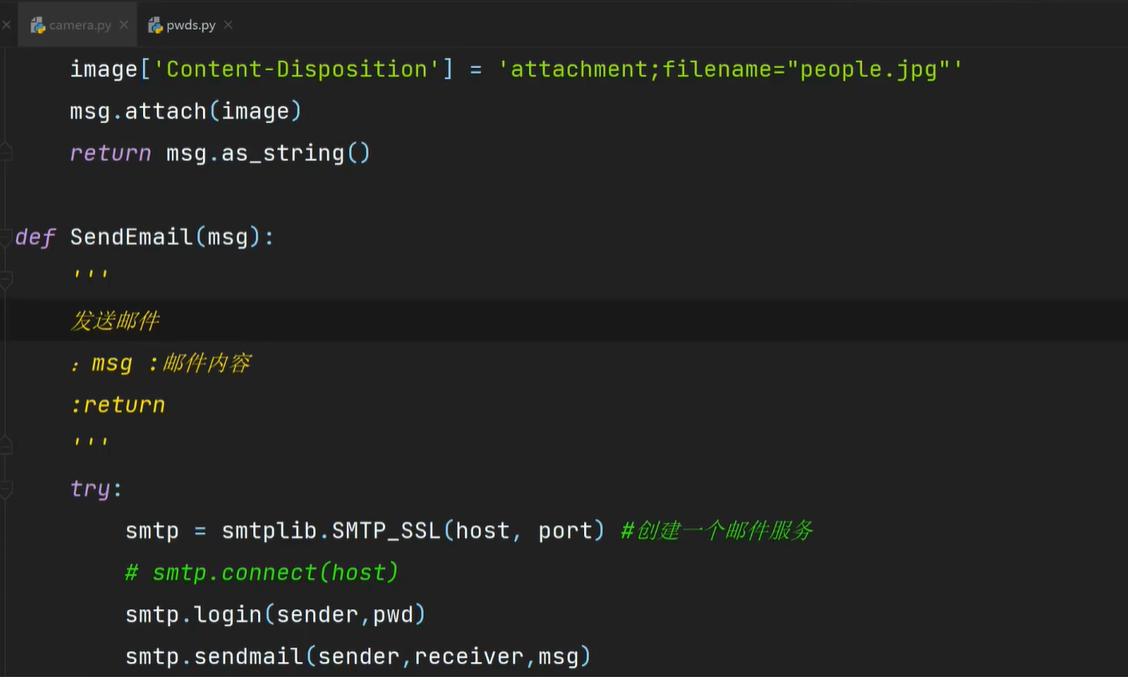 camera.py pwds.py
image['Content-Disposition'] = 'attachment;filename="people.jpg"'
msg.attach(image)
return msg.as_string()
def SendEmail(msg):
'''
发送邮件
：msg :邮件内容
:return
'''
try:
smtp = smtplib.SMTP_SSL(host, port) #创建一个邮件服务
# smtp.connect(host)
smtp.login(sender,pwd)
smtp.sendmail(sender,receiver,msg)